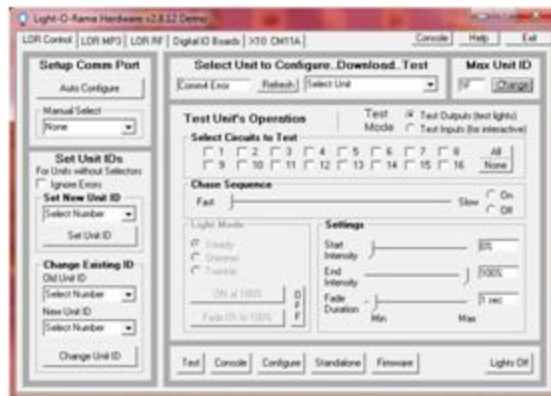 Light-O-Rama Hardware v2.8.12 Demo
LOR Control
LOR MP3
LOR RF
Digital IO Boards
X10 CM11A
Console
Help
Exit
Setup Comm Port
Auto Configure
Manual Select
None
Set Unit IDs
For Units without Selectors
Ignore Errors
Set New Unit ID
Select Number
Set Unit ID
Change Existing ID
Old Unit ID
Select Number
New Unit ID
Select Number
Change Unit ID
Select Unit to Configure..Download..Test
Comm4 Error
Refresh
Select Unit
Max Unit ID
Change
Test Unit's Operation
Test Mode
Test Outputs (test lights)
Test Inputs (for interactive)
Select Circuits to Test
1 2 3 4 5 6 7 8 All
9 10 11 12 13 14 15 16 None
Chase Sequence
Fast
Slow
On
Off
Light Mode
Steady
Shimmer
Twinkle
ON at 100%
Fade 0% to 100%
OFF
Settings
Start Intensity
0%
End Intensity
100%
Fade Duration
1 sec
Min
Max
Test
Console
Configure
Standalone
Firmware
Lights Off